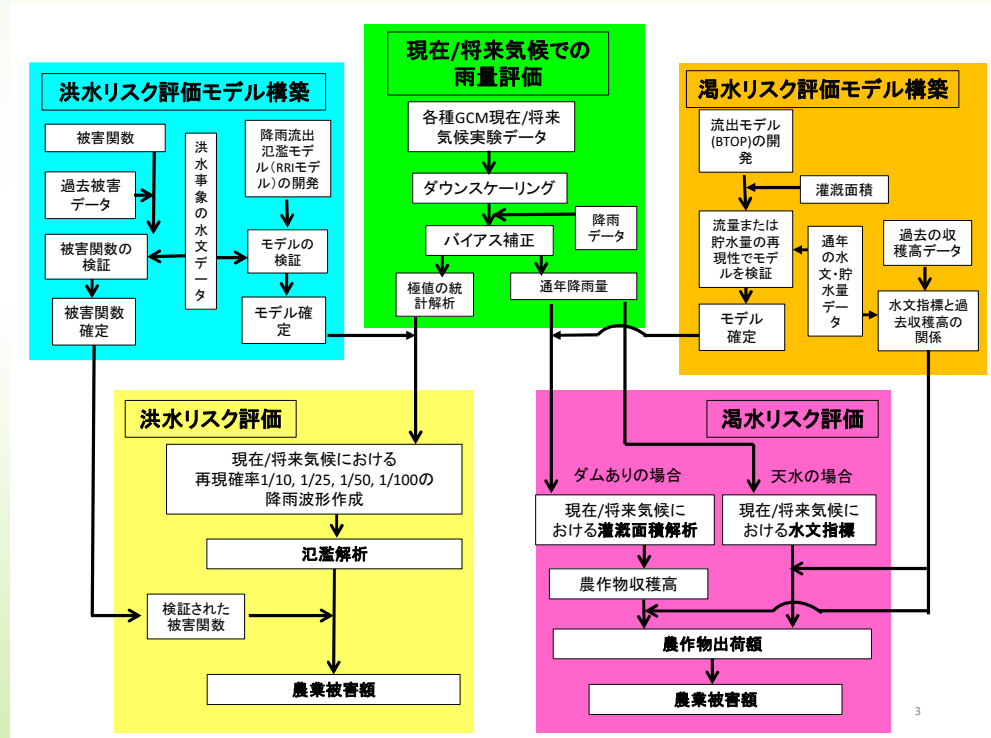 洪水リスク評価モデル構築
被害関数
過去被害
データ
被害関数の
検証
被害関数
確定
洪水事象の水文データ
降雨流出
氾濫モデ
ル(RRIモ
デル)の開発
モデルの
検証
モデル確
定
現在/将来気候での
雨量評価
各種GCM現在/将来
気候実験データ
ダウンスケーリング
降雨
データ
バイアス補正
極値の統
計解析
通年降雨量
渇水リスク評価モデル構築
流出モデル
(BTOP)の開
発
灌漑面積
流量または
貯水量の再
現性でモデ
ルを検証
モデル
確定
通年
の水
文・貯
水量
デー
タ
過去の収
穫高データ
水文指標と過
去収穫高の
関係
洪水リスク評価
現在/将来気候における
再現確率1/10, 1/25, 1/50, 1/100の
降雨波形作成
氾濫解析
検証された
被害関数
農業被害額
渇水リスク評価
ダムありの場合
天水の場合
現在/将来気候に
おける灌漑面積解析
現在/将来気候に
おける水文指標
農作物収穫高
農作物出荷額
農業被害額
3